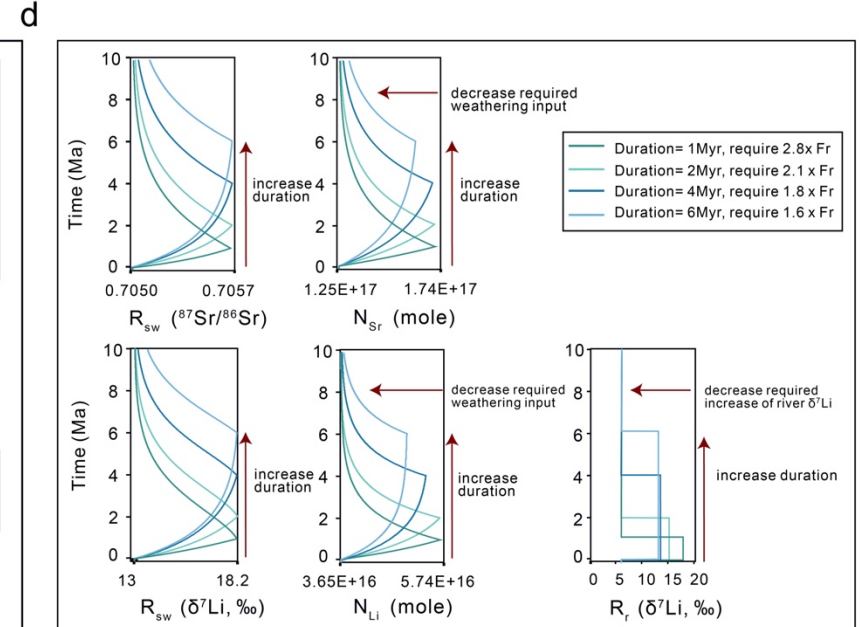 d
10
8
6
4
2
0
Time (Ma)
0.7050 0.7057
Rsw (⁸⁷Sr/⁸⁶Sr)
increase
duration
10
8
6
4
2
0
1.25E+17 1.74E+17
NSr (mole)
decrease required
weathering input
increase
duration
Duration= 1Myr, require 2.8x Fr
Duration= 2Myr, require 2.1 x Fr
Duration= 4Myr, require 1.8 x Fr
Duration= 6Myr, require 1.6 x Fr
10
8
6
4
2
0
Time (Ma)
13 18.2
Rsw (δ⁷Li, ‰)
increase
duration
10
8
6
4
2
0
3.65E+16 5.74E+16
NLi (mole)
decrease required
weathering input
increase
duration
10
8
6
4
2
0
0 5 10 15 20
Rr (δ⁷Li, ‰)
decrease required
increase of river δ⁷Li
increase duration